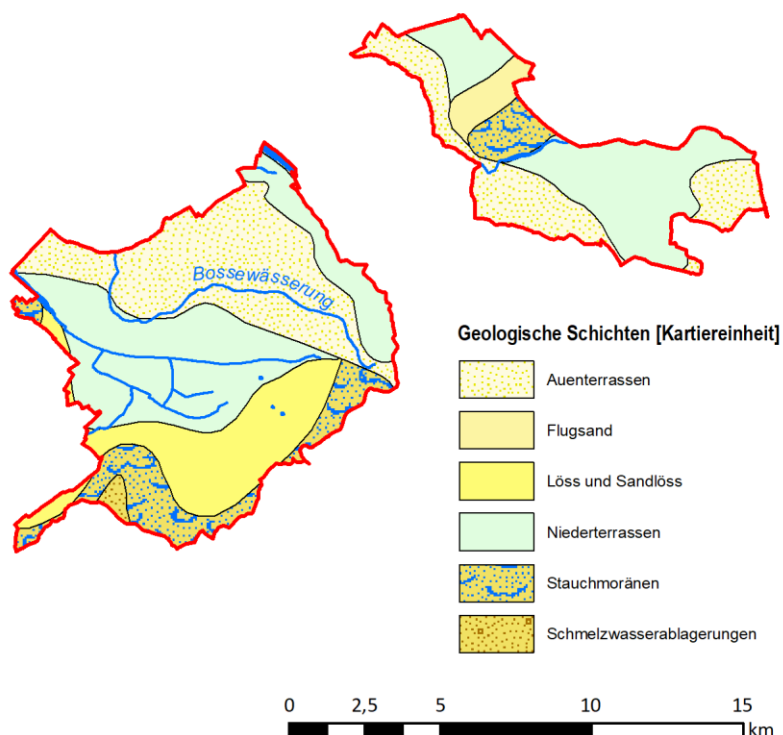 Bossewässerung
Geologische Schichten [Kartiereinheit]
Auenterrassen
Flugsand
Löss und Sandlöss
Niederterrassen
Stauchmoränen
Schmelzwasserablagerungen
0 2,5 5 10 15
km